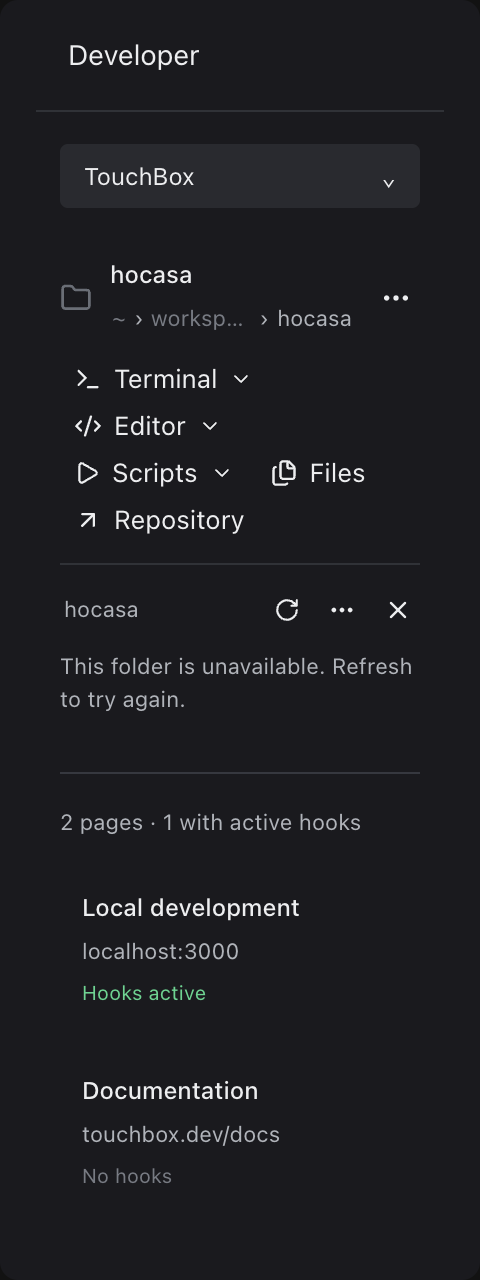 Developer
TouchBox
hocasa
~ › worksp... › hocasa
Terminal
Editor
Scripts
Files
Repository
hocasa
This folder is unavailable. Refresh
to try again.
2 pages · 1 with active hooks
Local development
localhost:3000
Hooks active
Documentation
touchbox.dev/docs
No hooks